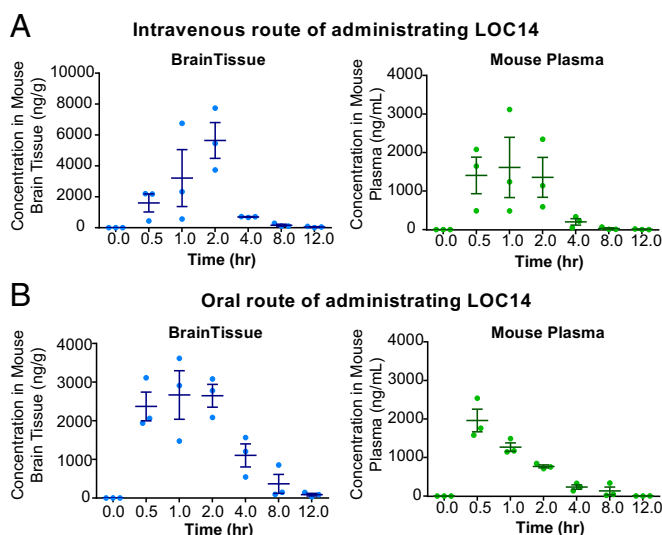 A
Intravenous route of administrating LOC14
BrainTissue
Concentration in Mouse
Brain Tissue (ng/g)
10000
8000
6000
4000
2000
0
0.0 0.5 1.0 2.0 4.0 8.0 12.0
Time (hr)
Mouse Plasma
Concentration in Mouse
Plasma (ng/mL)
4000
3000
2000
1000
0
0.0 0.5 1.0 2.0 4.0 8.0 12.0
Time (hr)
B
Oral route of administrating LOC14
BrainTissue
Concentration in Mouse
Brain Tissue (ng/g)
4000
3000
2000
1000
0
0.0 0.5 1.0 2.0 4.0 8.0 12.0
Time (hr)
Mouse Plasma
Concentration in Mouse
Plasma (ng/mL)
4000
3000
2000
1000
0
0.0 0.5 1.0 2.0 4.0 8.0 12.0
Time (hr)